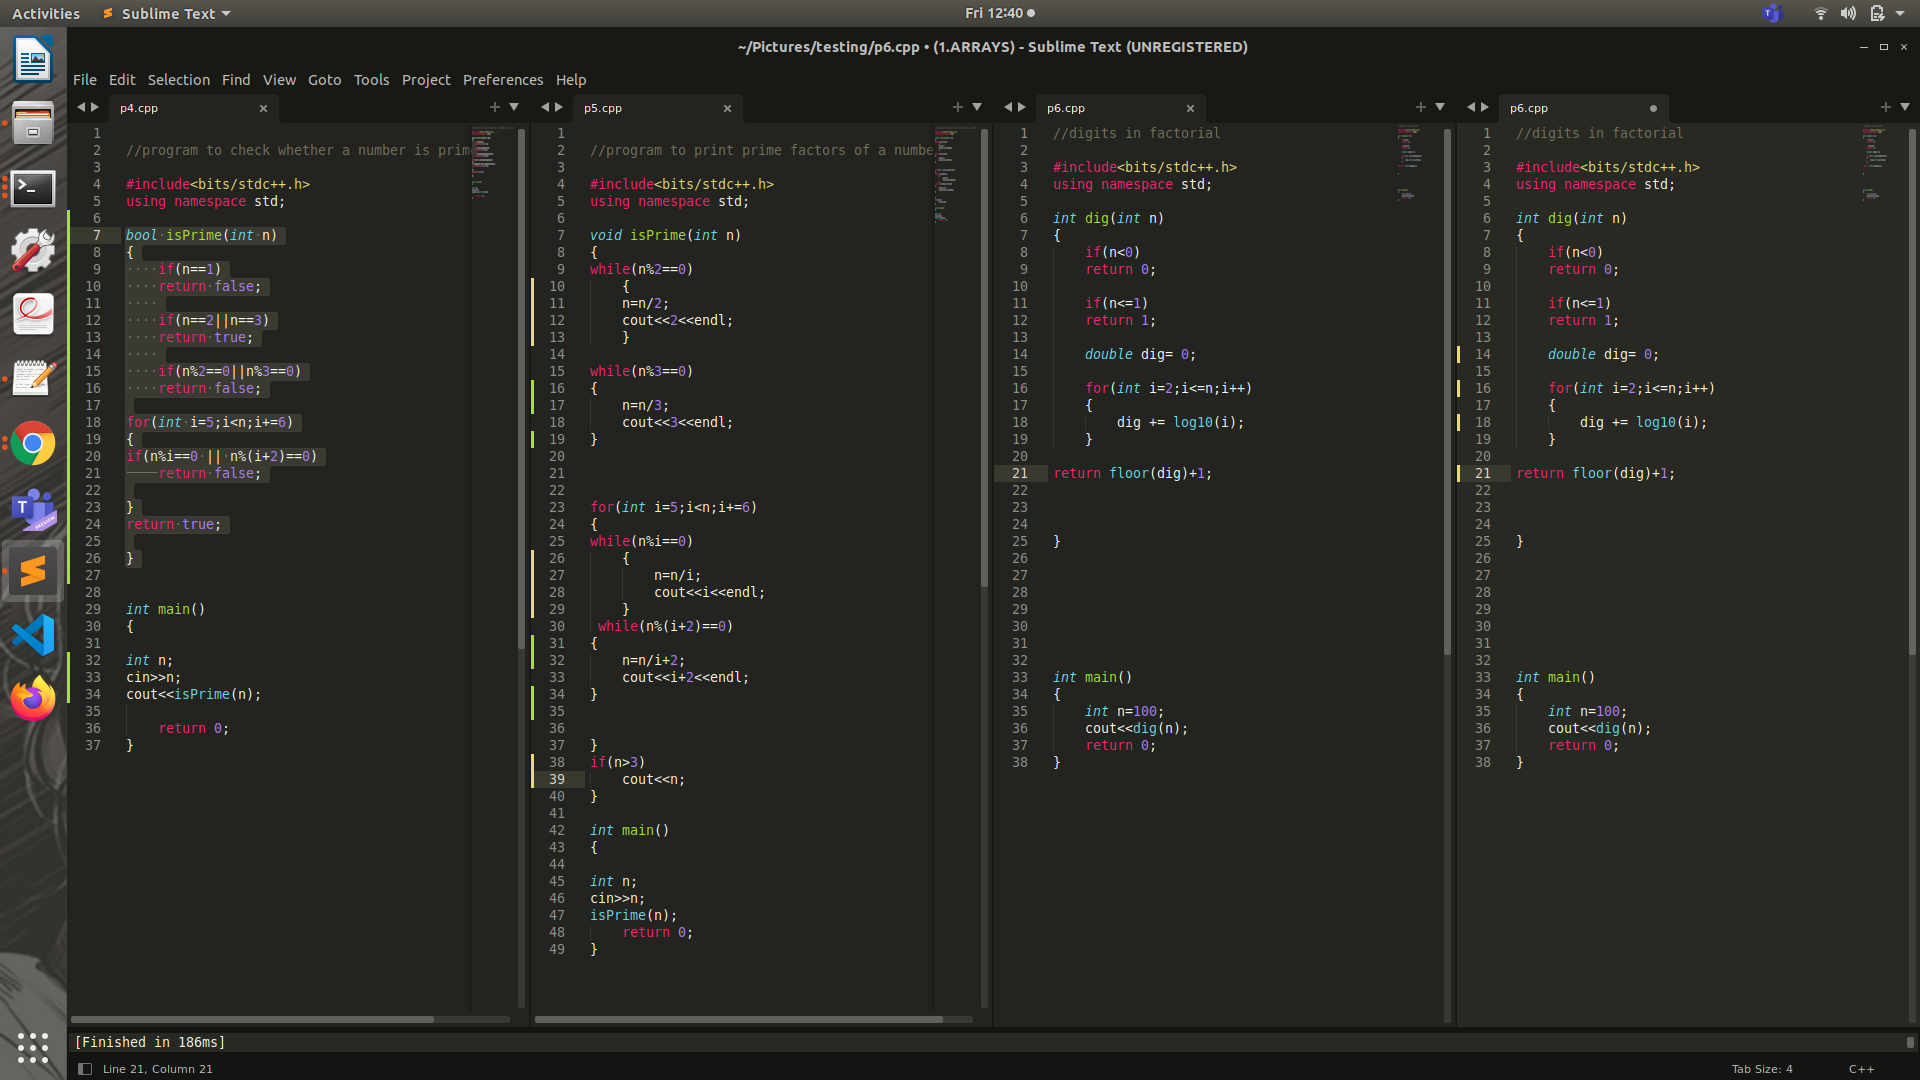 Activities
Sublime Text
Fri 12:40
~/Pictures/testing/p6.cpp • (1.ARRAYS) - Sublime Text (UNREGISTERED)
File Edit Selection Find View Goto Tools Project Preferences Help
p4.cpp
1
2 //program to check whether a number is prim
3
4 #include<bits/stdc++.h>
5 using namespace std;
6
7 bool isPrime(int n)
8 {
9 if(n==1)
10 return false;
11
12 if(n==2||n==3)
13 return true;
14
15 if(n%2==0||n%3==0)
16 return false;
17
18 for(int i=5;i<n;i+=6)
19 {
20 if(n%i==0 || n%(i+2)==0)
21 return false;
22
23 }
24 return true;
25
26 }
27
28
29 int main()
30 {
31
32 int n;
33 cin>>n;
34 cout<<isPrime(n);
35
36 return 0;
37 }
p5.cpp
1
2 //program to print prime factors of a numbe
3
4 #include<bits/stdc++.h>
5 using namespace std;
6
7 void isPrime(int n)
8 {
9 while(n%2==0)
10 {
11 n=n/2;
12 cout<<2<<endl;
13 }
14
15 while(n%3==0)
16 {
17 n=n/3;
18 cout<<3<<endl;
19 }
20
21
22
23 for(int i=5;i<n;i+=6)
24 {
25 while(n%i==0)
26 {
27 n=n/i;
28 cout<<i<<endl;
29 }
30 while(n%(i+2)==0)
31 {
32 n=n/i+2;
33 cout<<i+2<<endl;
34 }
35
36
37 }
38 if(n>3)
39 cout<<n;
40 }
41
42 int main()
43 {
44
45 int n;
46 cin>>n;
47 isPrime(n);
48 return 0;
49 }
p6.cpp
1 //digits in factorial
2
3 #include<bits/stdc++.h>
4 using namespace std;
5
6 int dig(int n)
7 {
8 if(n<0)
9 return 0;
10
11 if(n<=1)
12 return 1;
13
14 double dig= 0;
15
16 for(int i=2;i<=n;i++)
17 {
18 dig += log10(i);
19 }
20
21 return floor(dig)+1;
22
23
24
25 }
26
27
28
29
30
31
32
33 int main()
34 {
35 int n=100;
36 cout<<dig(n);
37 return 0;
38 }
p6.cpp
1 //digits in factorial
2
3 #include<bits/stdc++.h>
4 using namespace std;
5
6 int dig(int n)
7 {
8 if(n<0)
9 return 0;
10
11 if(n<=1)
12 return 1;
13
14 double dig= 0;
15
16 for(int i=2;i<=n;i++)
17 {
18 dig += log10(i);
19 }
20
21 return floor(dig)+1;
22
23
24
25 }
26
27
28
29
30
31
32
33 int main()
34 {
35 int n=100;
36 cout<<dig(n);
37 return 0;
38 }
[Finished in 186ms]
Line 21, Column 21
Tab Size: 4
C++